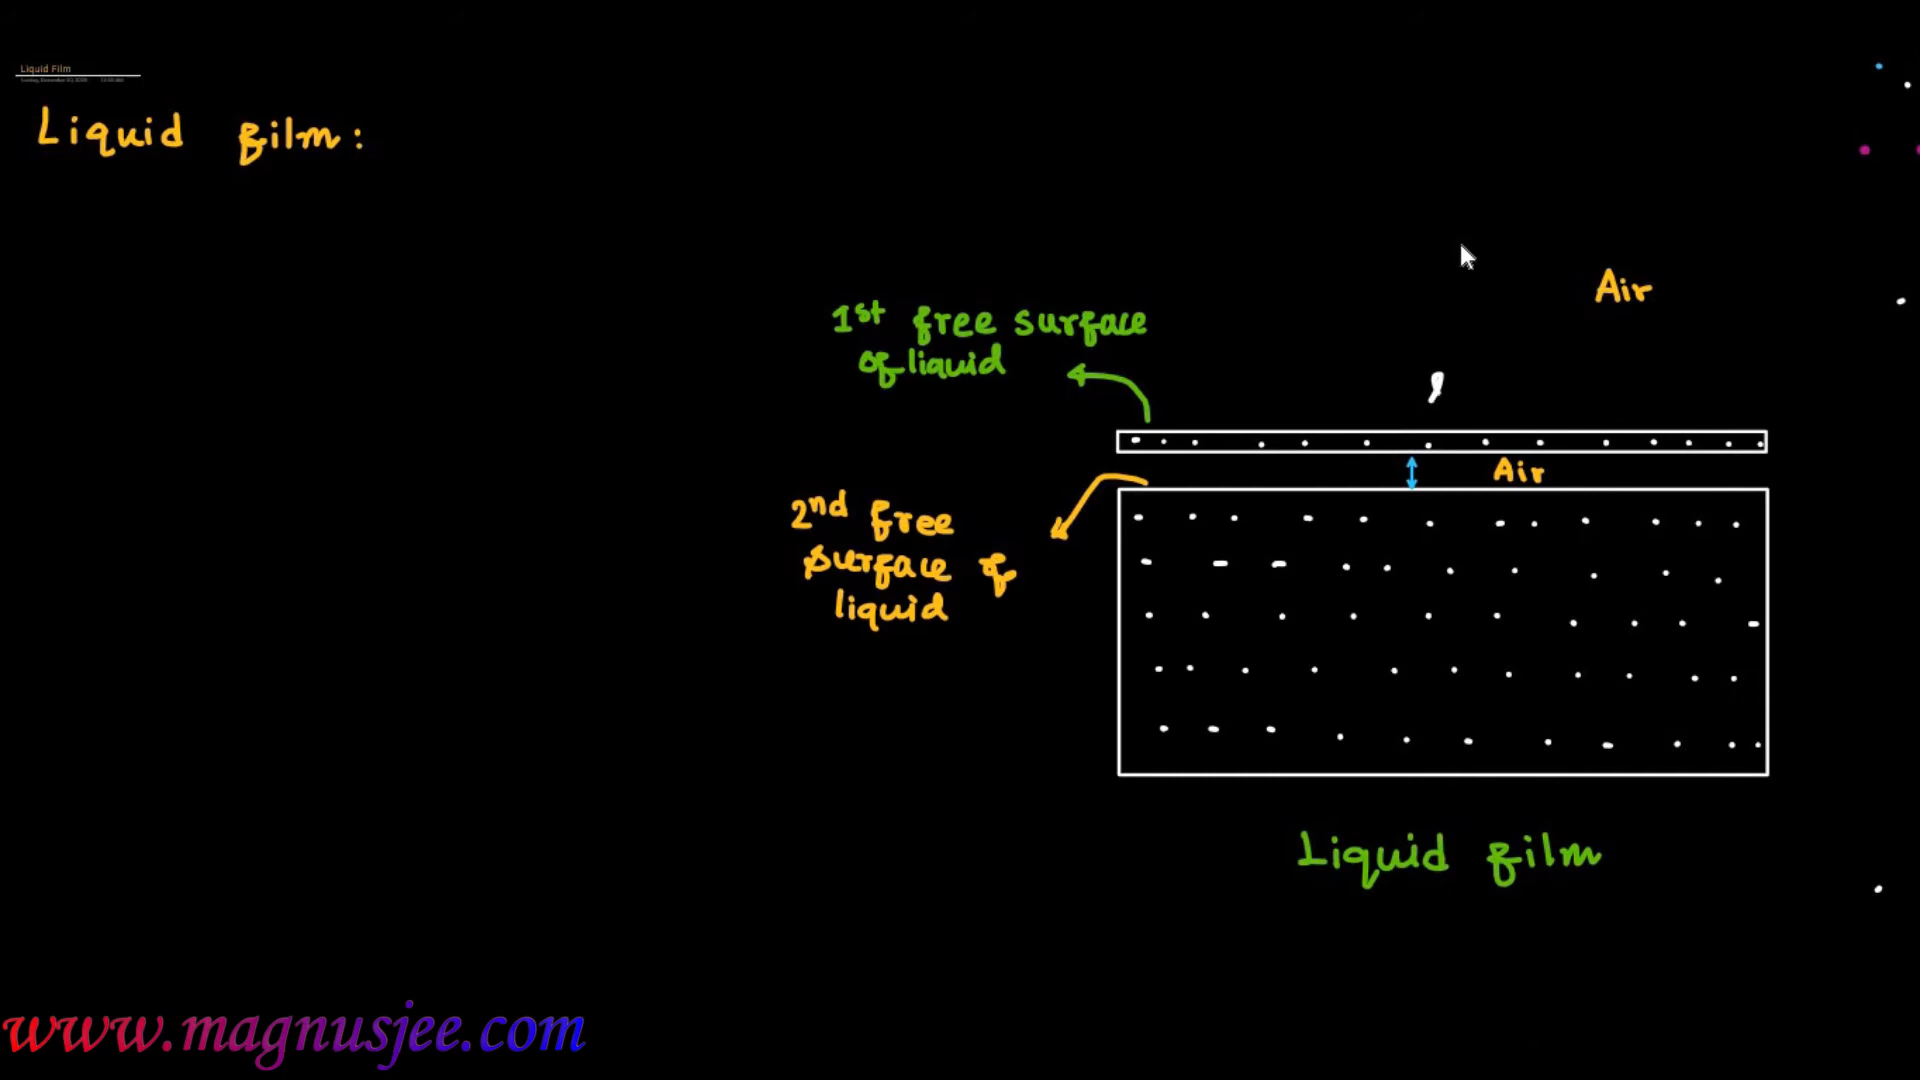 Liquid Film
Liquid film:
Air
1st free surface
of liquid
Air
2nd free
surface of
liquid
Liquid film
www.magnusjee.com